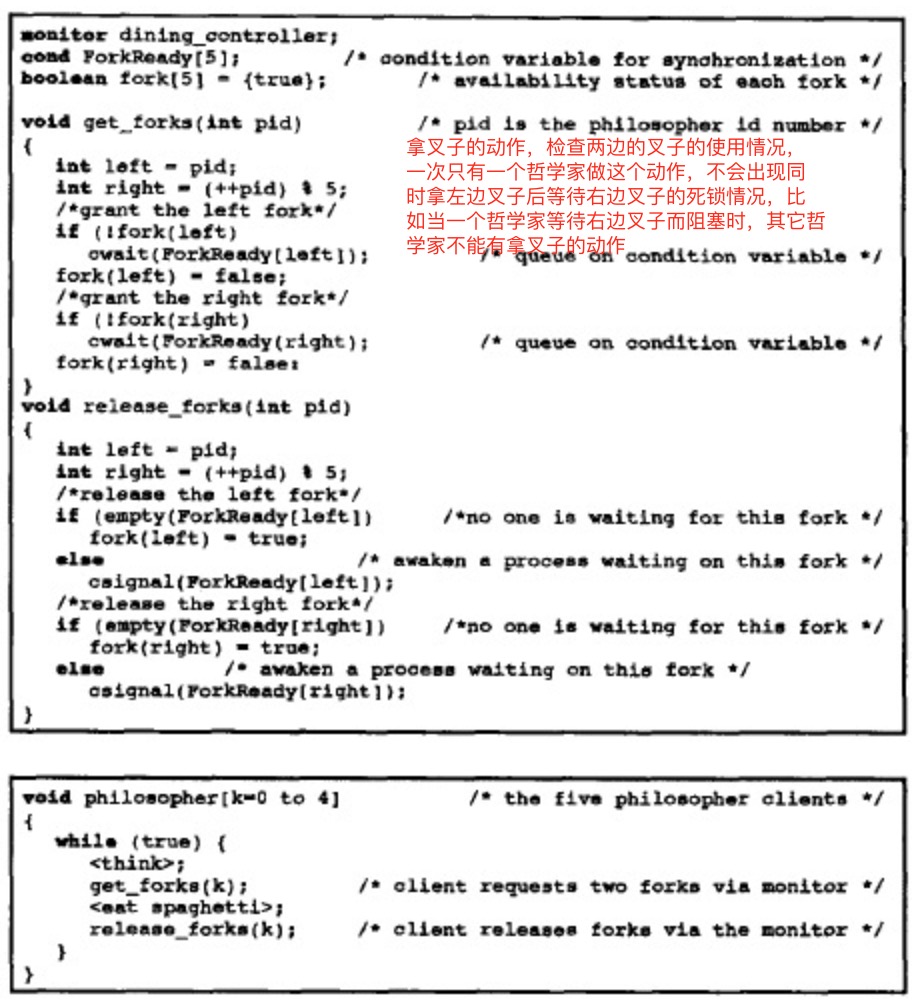 monitor dining_controller;
cond ForkReady[5]; /* condition variable for synchronization */
boolean fork[5] = {true}; /* availability status of each fork */
void get_forks(int pid) /* pid is the philosopher id number */
{
拿叉子的动作，检查两边的叉子的使用情况，
int left = pid;
一次只有一个哲学家做这个动作，不会出现同
int right = (++pid) % 5;
时拿左边叉子后等待右边叉子的死锁情况，比
/*grant the left fork*/
如当一个哲学家等待右边叉子而阻塞时，其它哲
if (!fork(left)
学家不能有拿叉子的动作
cwait(ForkReady[left]); /* queue on condition variable */
fork(left) = false;
/*grant the right fork*/
if (!fork(right)
cwait(ForkReady(right); /* queue on condition variable */
fork(right) = false:
}
void release_forks(int pid)
{
int left = pid;
int right = (++pid) % 5;
/*release the left fork*/
if (empty(ForkReady[left]) /*no one is waiting for this fork */
fork(left) = true;
else /* awaken a process waiting on this fork */
csignal(ForkReady[left]);
/*release the right fork*/
if (empty(ForkReady[right]) /*no one is waiting for this fork */
fork(right) = true;
else /* awaken a process waiting on this fork */
csignal(ForkReady[right]);
}
void philosopher[k=0 to 4] /* the five philosopher clients */
{
while (true) {
<think>;
get_forks(k); /* client requests two forks via monitor */
<eat spaghetti>;
release_forks(k); /* client releases forks via the monitor */
}
}